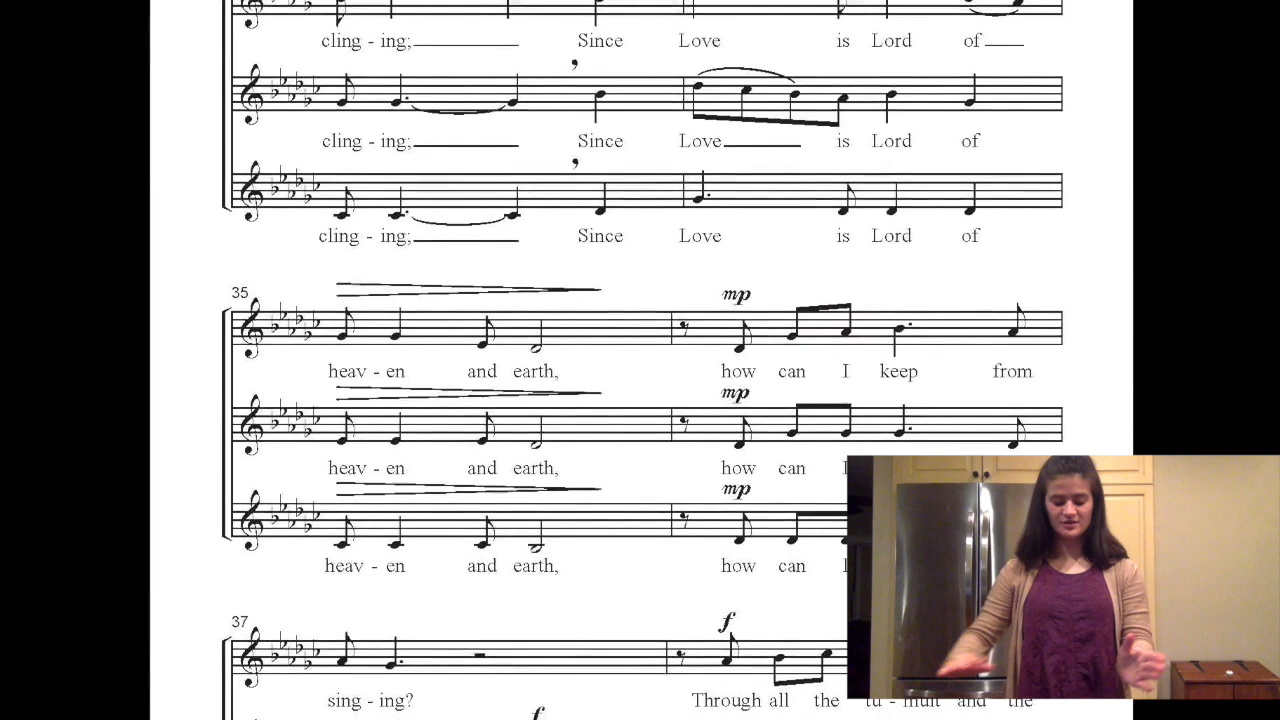 cling - ing; Since Love is Lord of
cling - ing; Since Love is Lord of
cling - ing; Since Love is Lord of
35
mp
heav - en and earth, how can I keep from
mp
heav - en and earth, how can I
mp
heav - en and earth, how can I
37
f
sing - ing? Through all the tu - mult and the
f